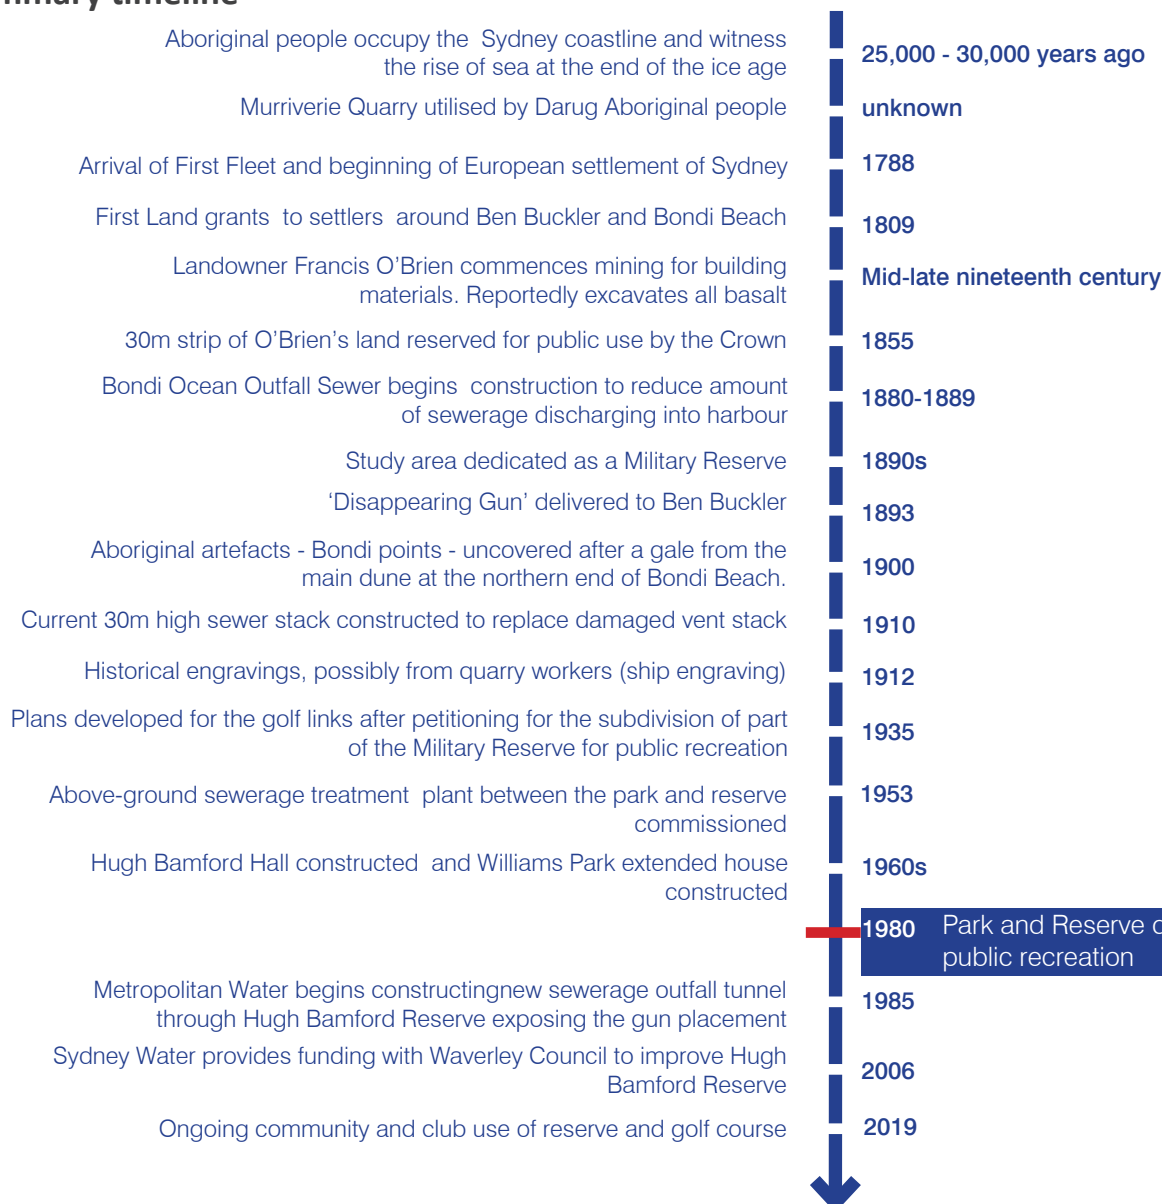 timeline
Aboriginal people occupy the Sydney coastline and witness
the rise of sea at the end of the ice age
25,000 - 30,000 years ago
Murriverie Quarry utilised by Darug Aboriginal people
unknown
Arrival of First Fleet and beginning of European settlement of Sydney
1788
First Land grants to settlers around Ben Buckler and Bondi Beach
1809
Landowner Francis O'Brien commences mining for building
materials. Reportedly excavates all basalt
Mid-late nineteenth century
30m strip of O'Brien's land reserved for public use by the Crown
1855
Bondi Ocean Outfall Sewer begins construction to reduce amount
of sewerage discharging into harbour
1880-1889
Study area dedicated as a Military Reserve
1890s
‘Disappearing Gun’ delivered to Ben Buckler
1893
Aboriginal artefacts - Bondi points - uncovered after a gale from the
main dune at the northern end of Bondi Beach.
1900
Current 30m high sewer stack constructed to replace damaged vent stack
1910
Historical engravings, possibly from quarry workers (ship engraving)
1912
Plans developed for the golf links after petitioning for the subdivision of part
of the Military Reserve for public recreation
1935
Above-ground sewerage treatment plant between the park and reserve
commissioned
1953
Hugh Bamford Hall constructed and Williams Park extended house
constructed
1960s
1980 Park and Reserve
public recreation
Metropolitan Water begins constructingnew sewerage outfall tunnel
through Hugh Bamford Reserve exposing the gun placement
1985
Sydney Water provides funding with Waverley Council to improve Hugh
Bamford Reserve
2006
Ongoing community and club use of reserve and golf course
2019